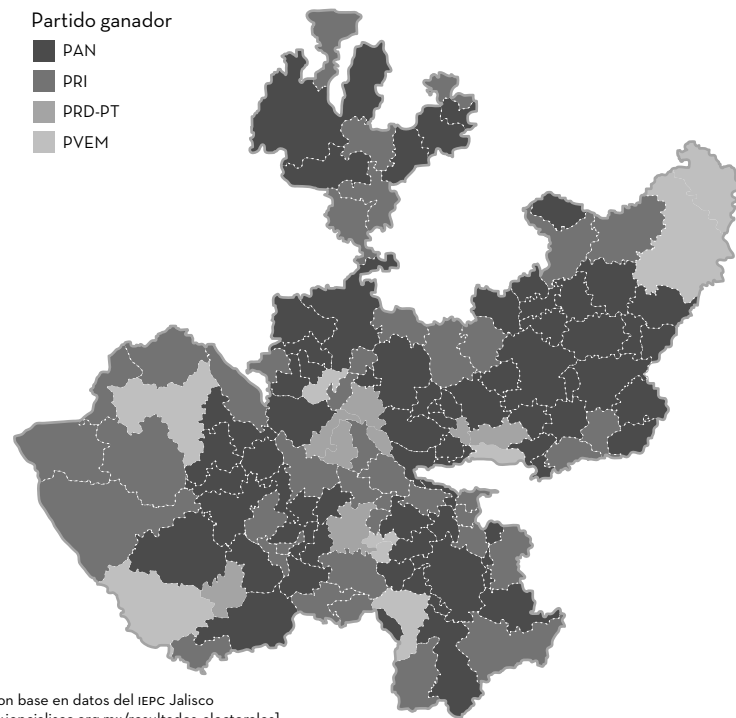 Partido ganador
PAN
PRI
PRD-PT
PVEM
on base en datos del IEPC Jalisco